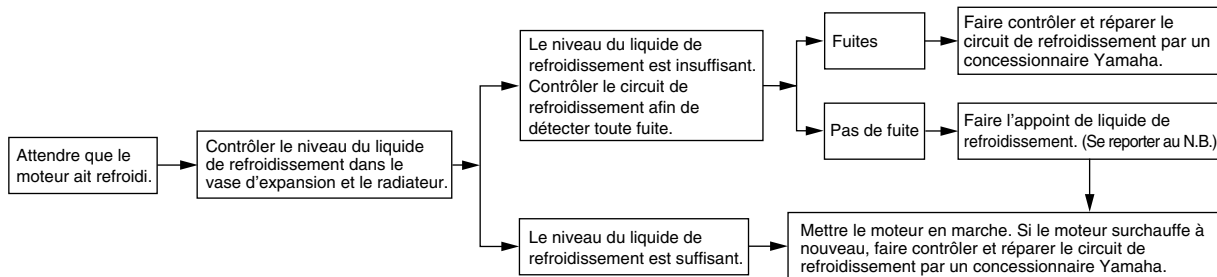 Attendre que le
moteur ait refroidi.
Contrôler le niveau du liquide
de refroidissement dans le
vase d'expansion et le radiateur.
Le niveau du liquide de
refroidissement est insuffisant.
Contrôler le circuit de
refroidissement afin de
détecter toute fuite.
Fuites
Faire contrôler et réparer le
circuit de refroidissement par un
concessionnaire Yamaha.
Pas de fuite
Faire l'appoint de liquide de
refroidissement. (Se reporter au N.B.)
Le niveau du liquide de
refroidissement est suffisant.
Mettre le moteur en marche. Si le moteur surchauffe à
nouveau, faire contrôler et réparer le circuit de
refroidissement par un concessionnaire Yamaha.